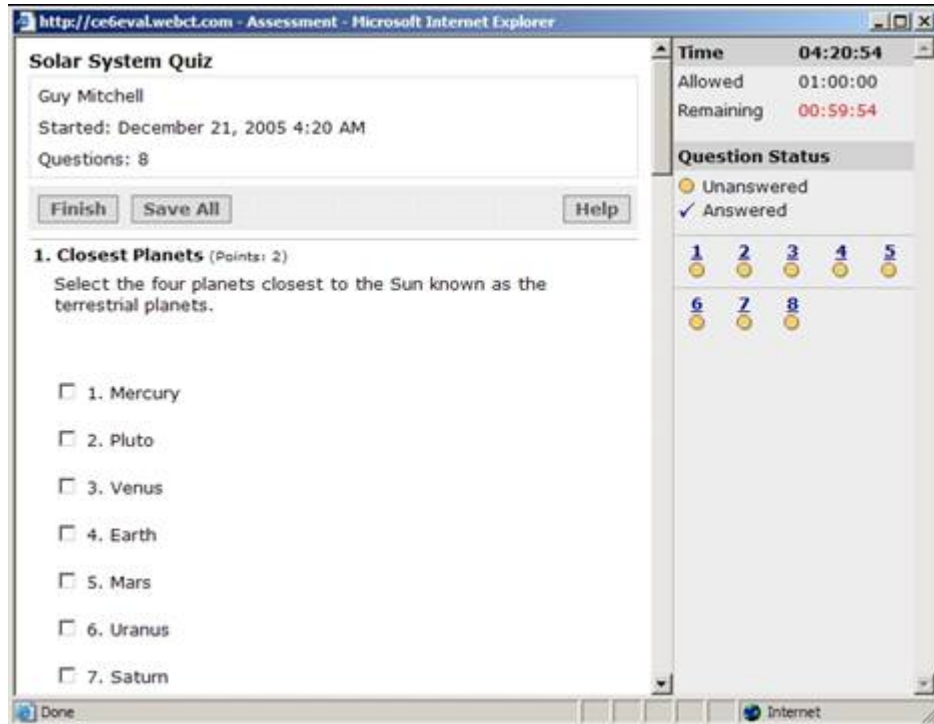 http://ce6eval.webct.com - Assessment - Microsoft Internet Explorer
Solar System Quiz
Guy Mitchell
Started: December 21, 2005 4:20 AM
Questions: 8
Finish Save All Help
1. Closest Planets (Points: 2)
Select the four planets closest to the Sun known as the
terrestrial planets.
1. Mercury
2. Pluto
3. Venus
4. Earth
5. Mars
6. Uranus
7. Saturn
Time 04:20:54
Allowed 01:00:00
Remaining 00:59:54
Question Status
Unanswered
Answered
1 2 3 4 5
6 7 8
Done Internet